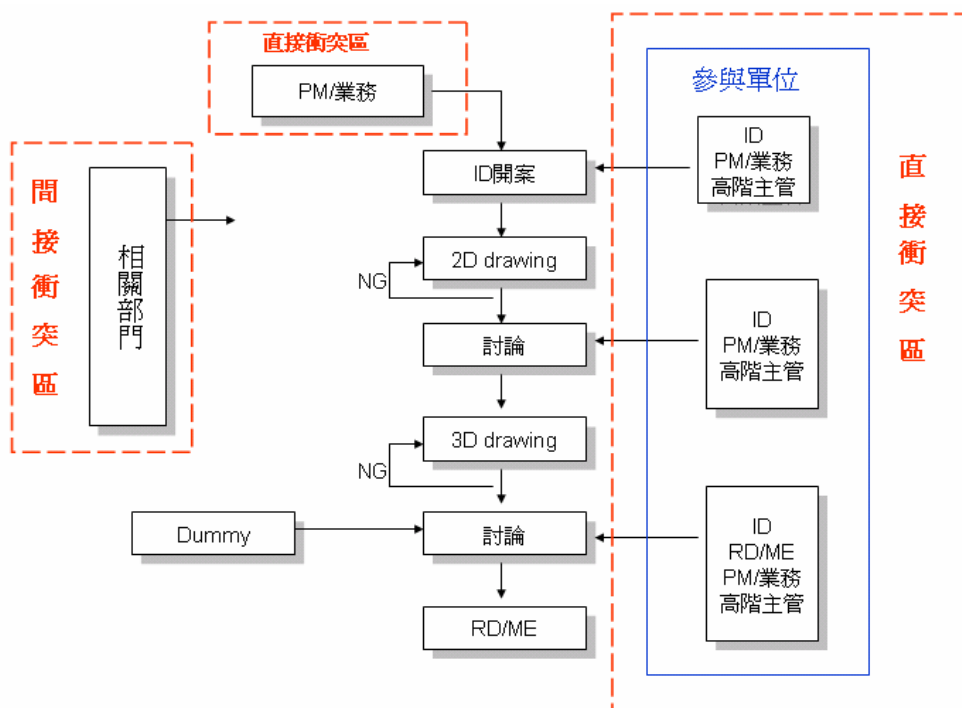 直接衝突區
PM/業務
參與單位
ID
PM/業務
高階主管
ID開案
間接衝突區
相關部門
直接衝突區
2D drawing
NG
ID
PM/業務
高階主管
討論
3D drawing
NG
ID
RD/ME
PM/業務
高階主管
Dummy
討論
RD/ME